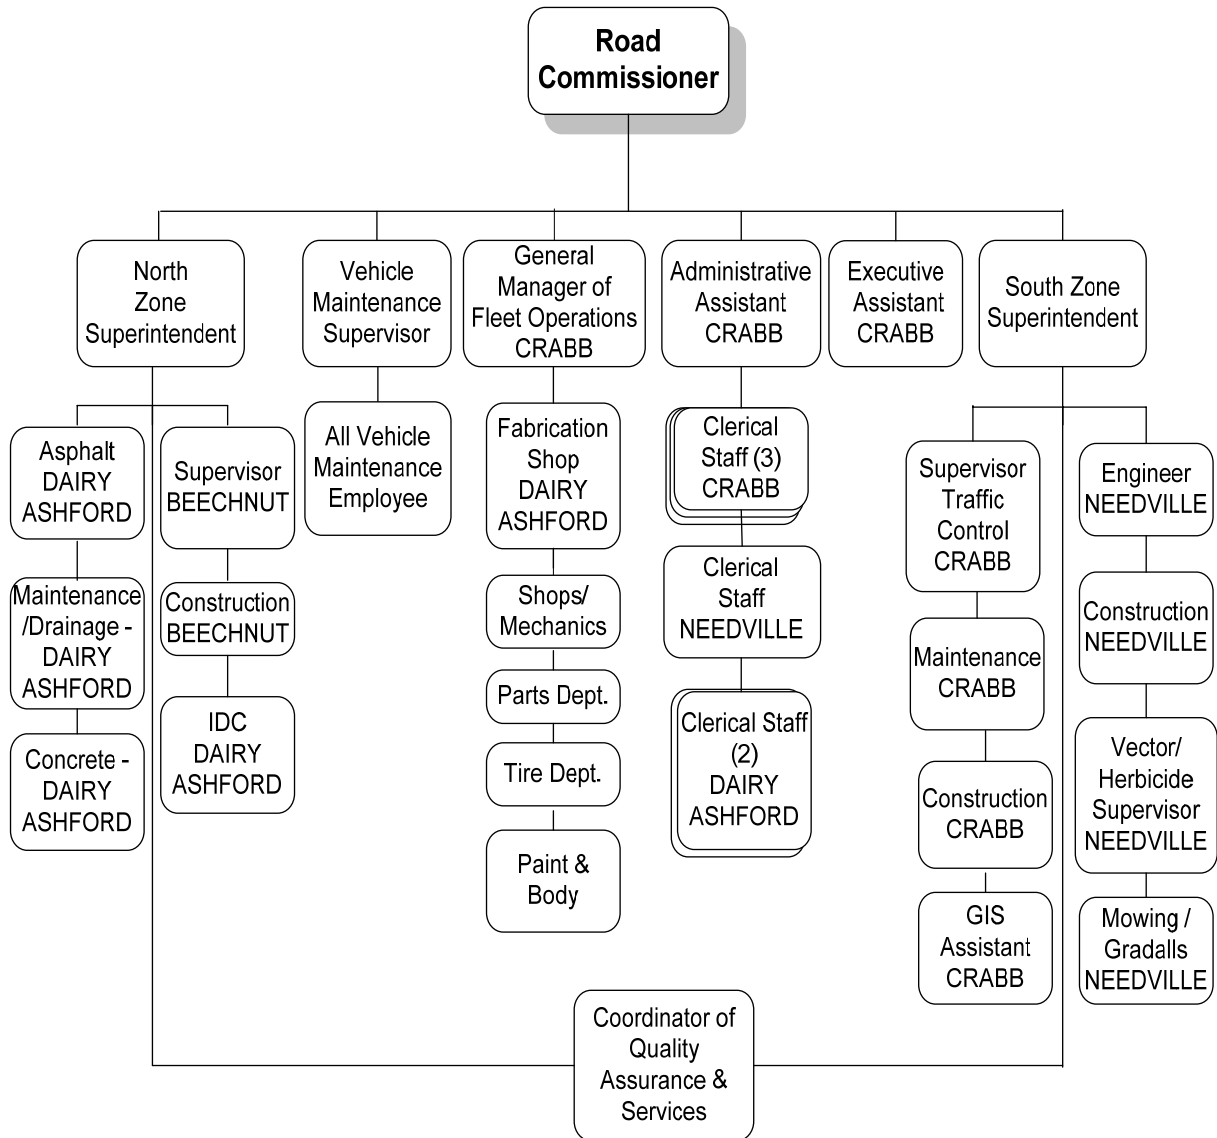 Road
Commissioner
North
Zone
Superintendent
Vehicle
Maintenance
Supervisor
General
Manager of
Fleet Operations
CRABB
Administrative
Assistant
CRABB
Executive
Assistant
CRABB
South Zone
Superintendent
Asphalt
DAIRY
ASHFORD
Maintenance
/Drainage -
DAIRY
ASHFORD
Concrete -
DAIRY
ASHFORD
Supervisor
BEECHNUT
Construction
BEECHNUT
IDC
DAIRY
ASHFORD
All Vehicle
Maintenance
Employee
Fabrication
Shop
DAIRY
ASHFORD
Shops/
Mechanics
Parts Dept.
Tire Dept.
Paint &
Body
Clerical
Staff (3)
CRABB
Clerical
Staff
NEEDVILLE
Clerical Staff
(2)
DAIRY
ASHFORD
Supervisor
Traffic
Control
CRABB
Maintenance
CRABB
Construction
CRABB
GIS
Assistant
CRABB
Engineer
NEEDVILLE
Construction
NEEDVILLE
Vector/
Herbicide
Supervisor
NEEDVILLE
Mowing /
Gradalls
NEEDVILLE
Coordinator of
Quality
Assurance &
Services